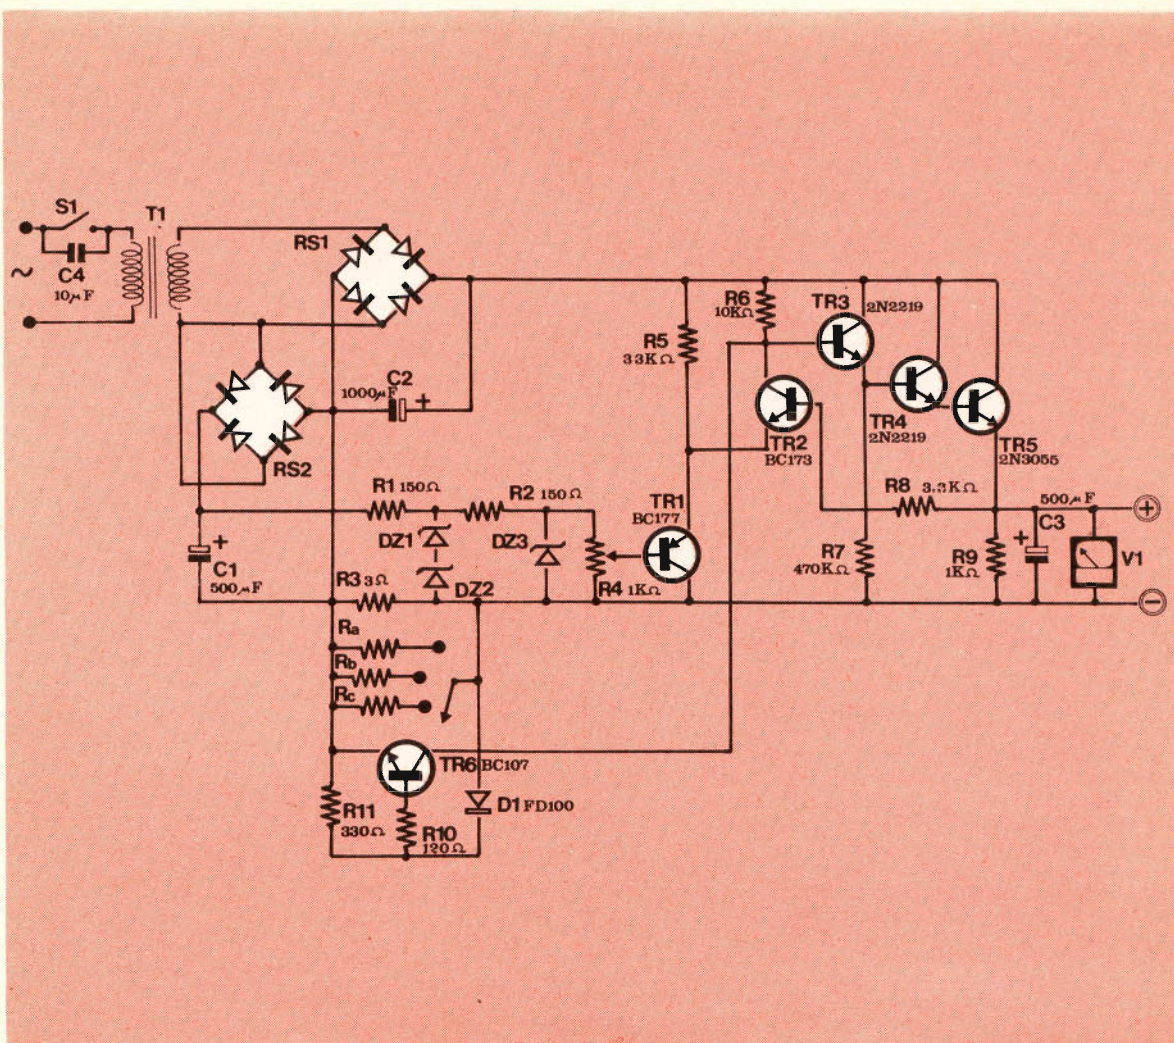 S1
T1
C4
10µF
RS1
RS2
C2
1000µF
+
C1
500µF
+
R1 150Ω
R2 150Ω
DZ1
DZ2
DZ3
R3 3Ω
Ra
Rb
Rc
R4 1KΩ
TR1
BC177
R5
33KΩ
R6
10KΩ
TR2
BC173
TR3
2N2219
TR4
2N2219
TR5
2N3055
R8 3.3KΩ
R7
470KΩ
R9
1KΩ
500µF
C3
+
V1
+
−
TR6 BC107
R11
330Ω
R10
120Ω
D1 FD100